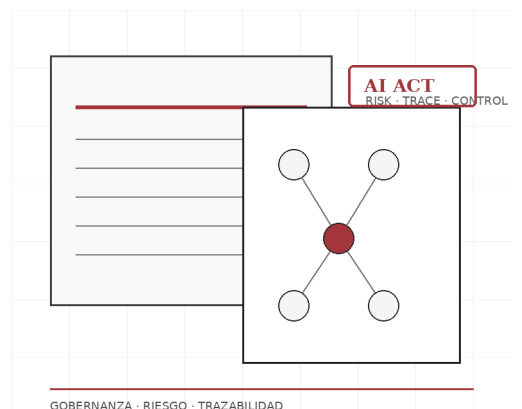 AI ACT
RISK · TRACE · CONTROL
GOBERNANZA · RIESGO · TRAZABILIDAD